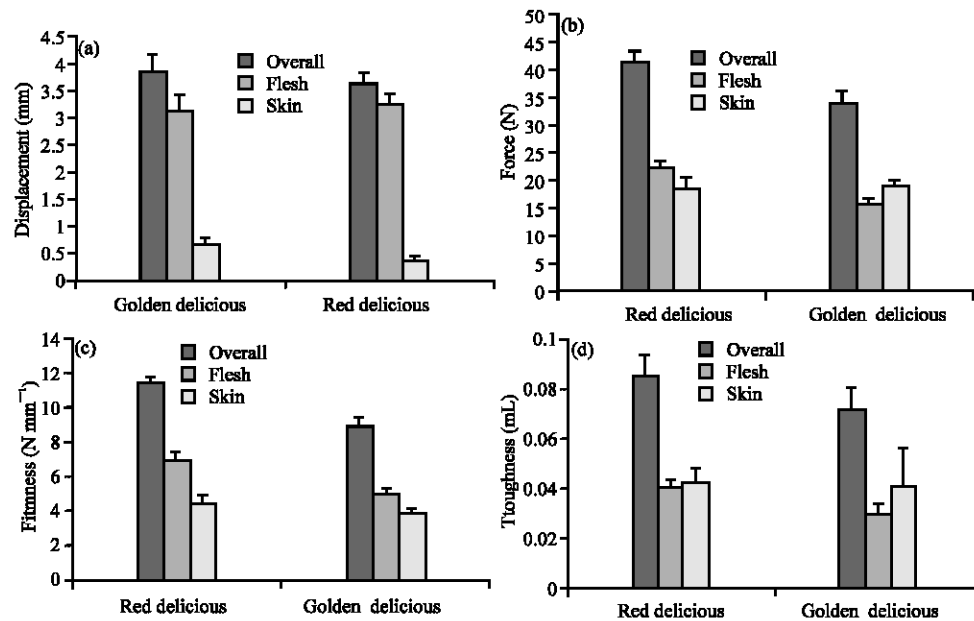 (a)
Overall
Flesh
Skin
Displacement (mm)
4.5
4
3.5
3
2.5
2
1.5
1
0.5
0
Golden delicious
Red delicious
(b)
Overall
Flesh
Skin
Force (N)
50
45
40
35
30
25
20
15
10
5
0
Red delicious
Golden delicious
(c)
Overall
Flesh
Skin
Fitmness (N mm⁻¹)
14
12
10
8
6
4
2
0
Red delicious
Golden delicious
(d)
Overall
Flesh
Skin
Ttoughness (mL)
0.1
0.08
0.06
0.04
0.02
0
Red delicious
Golden delicious